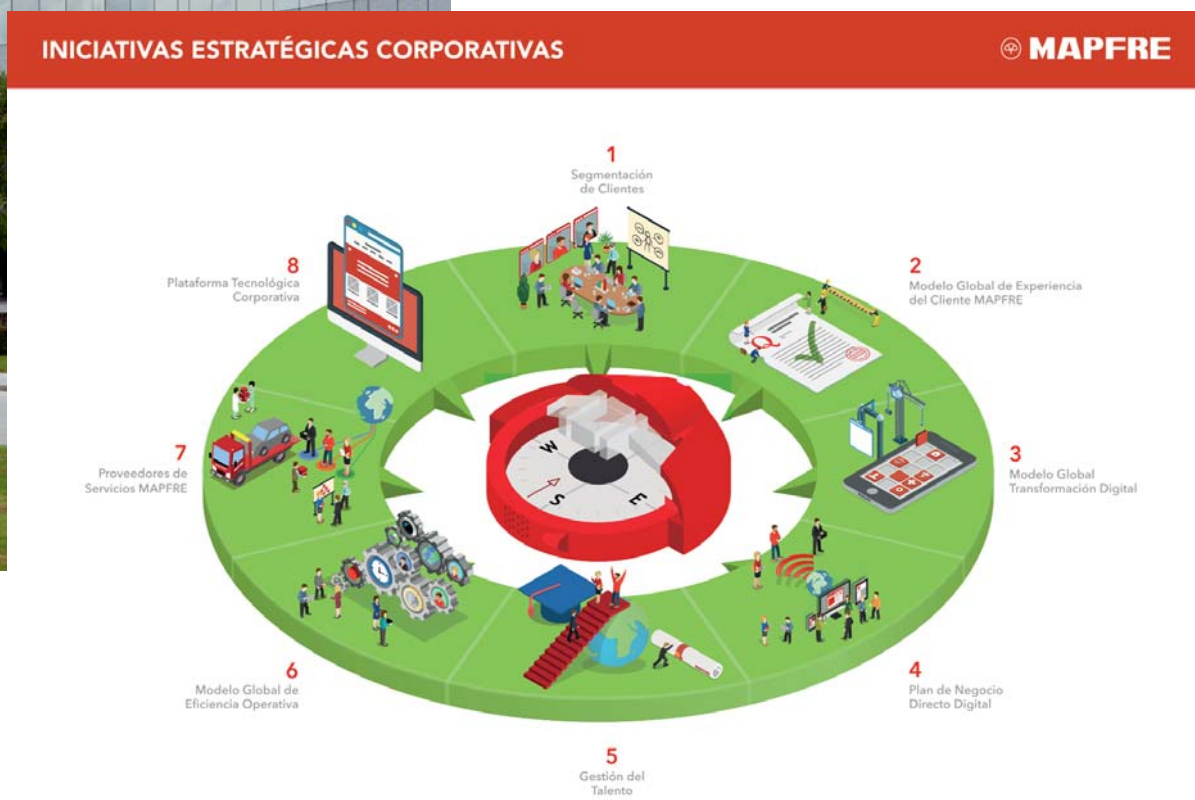 INICIATIVAS ESTRATÉGICAS CORPORATIVAS
MAPFRE
1
Segmentación
de Clientes
2
Modelo Global de Experiencia
del Cliente MAPFRE
3
Modelo Global
Transformación Digital
4
Plan de Negocio
Directo Digital
5
Gestión del
Talento
6
Modelo Global de
Eficiencia Operativa
7
Proveedores de
Servicios MAPFRE
8
Plataforma Tecnológica
Corporativa
W
S
E
Q